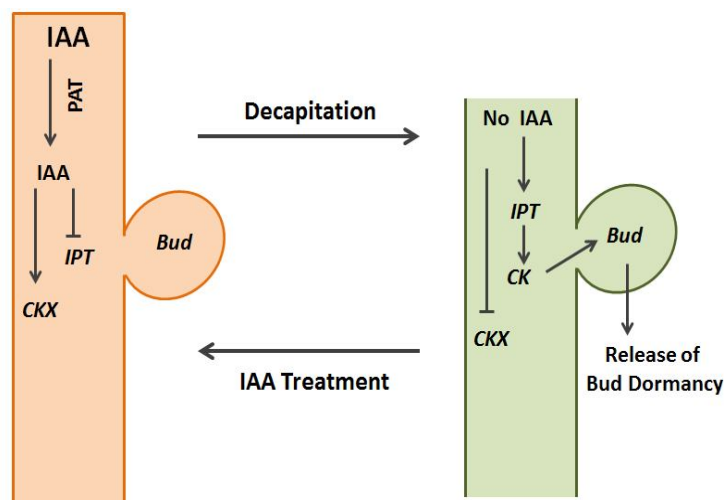 IAA
PAT
IAA
IPT
CKX
Bud
Decapitation
IAA Treatment
No IAA
IPT
CK
CKX
Bud
Release of
Bud Dormancy